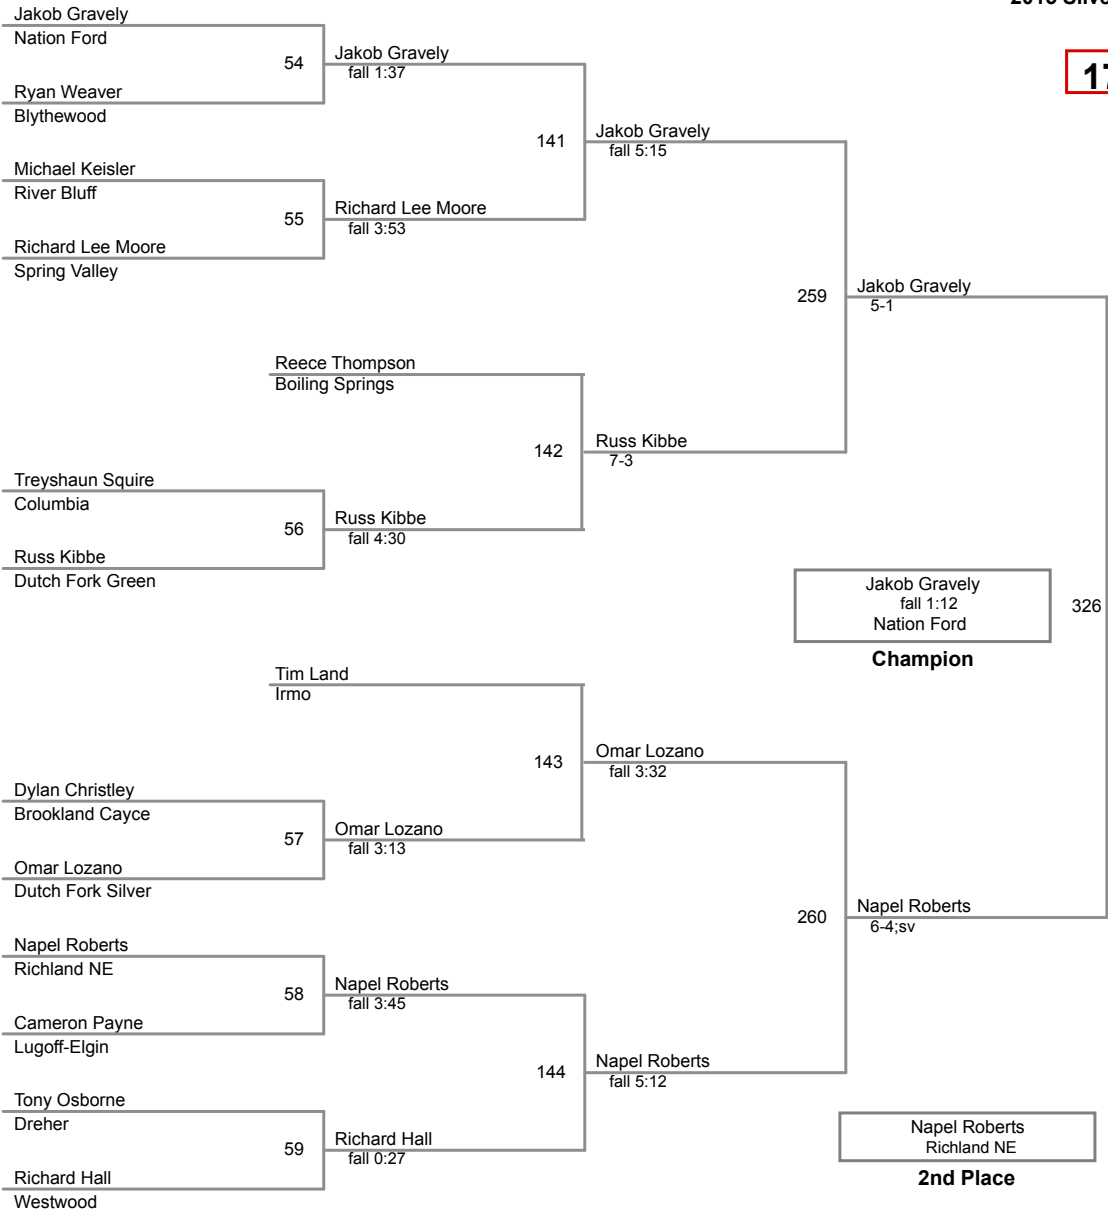 Jakob Gravely
Nation Ford
54
Jakob Gravely
fall 1:37
Ryan Weaver
Blythewood
141
Jakob Gravely
fall 5:15
Michael Keisler
River Bluff
55
Richard Lee Moore
fall 3:53
Richard Lee Moore
Spring Valley
259
Jakob Gravely
5-1
Reece Thompson
Boiling Springs
142
Russ Kibbe
7-3
Treyshaun Squire
Columbia
56
Russ Kibbe
fall 4:30
Russ Kibbe
Dutch Fork Green
Jakob Gravely
fall 1:12
Nation Ford
Champion
326
Tim Land
Irmo
143
Omar Lozano
fall 3:32
Dylan Christley
Brookland Cayce
57
Omar Lozano
fall 3:13
Omar Lozano
Dutch Fork Silver
260
Napel Roberts
6-4;sv
Napel Roberts
Richland NE
58
Napel Roberts
fall 3:45
Cameron Payne
Lugoff-Elgin
144
Napel Roberts
fall 5:12
Tony Osborne
Dreher
59
Richard Hall
fall 0:27
Richard Hall
Westwood
Napel Roberts
Richland NE
2nd Place